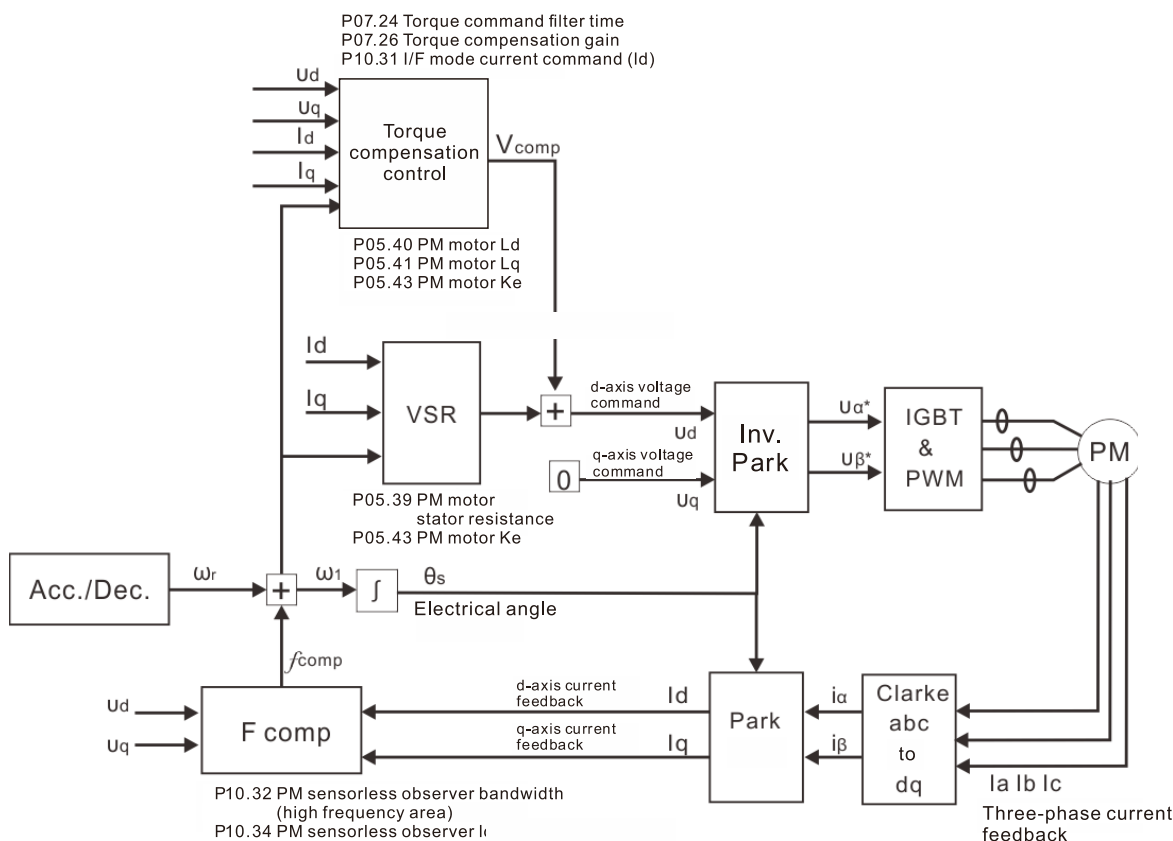 P07.24 Torque command filter time
P07.26 Torque compensation gain
P10.31 I/F mode current command (Id)
ud
uq
Id
Iq
Torque
compensation
control
Vcomp
P05.40 PM motor Ld
P05.41 PM motor Lq
P05.43 PM motor Ke
Id
Iq
VSR
+
d-axis voltage
command
ud
0
q-axis voltage
command
uq
Inv.
Park
uα*
uβ*
IGBT
&
PWM
PM
P05.39 PM motor
stator resistance
P05.43 PM motor Ke
Acc./Dec.
ωr
+
ω1
∫
θs
Electrical angle
fcomp
ud
uq
F comp
d-axis current
feedback
Id
q-axis current
feedback
Iq
Park
iα
iβ
Clarke
abc
to
dq
Ia Ib Ic
Three-phase current
feedback
P10.32 PM sensorless observer bandwidth
(high frequency area)
P10.34 PM sensorless observer